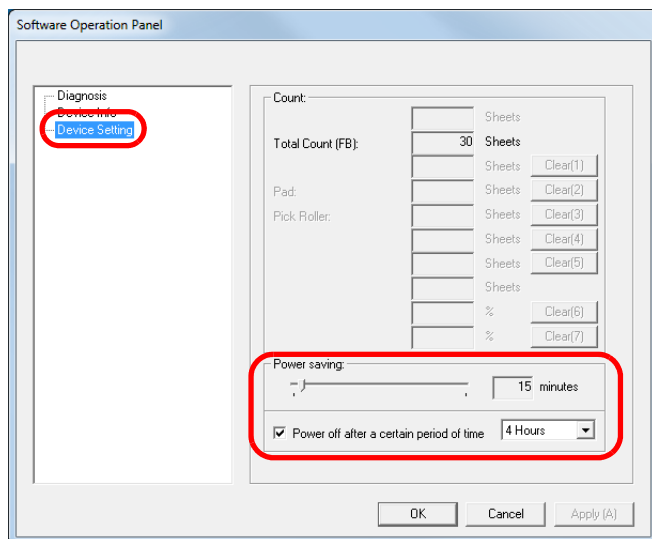 Software Operation Panel
Diagnosis
Device Info
Device Setting
Count:
Sheets
Total Count (FB): 30 Sheets
Sheets Clear(1)
Pad: Sheets Clear(2)
Pick Roller: Sheets Clear(3)
Sheets Clear(4)
Sheets Clear(5)
Sheets
% Clear(6)
% Clear(7)
Power saving:
15 minutes
Power off after a certain period of time 4 Hours
OK Cancel Apply (A)